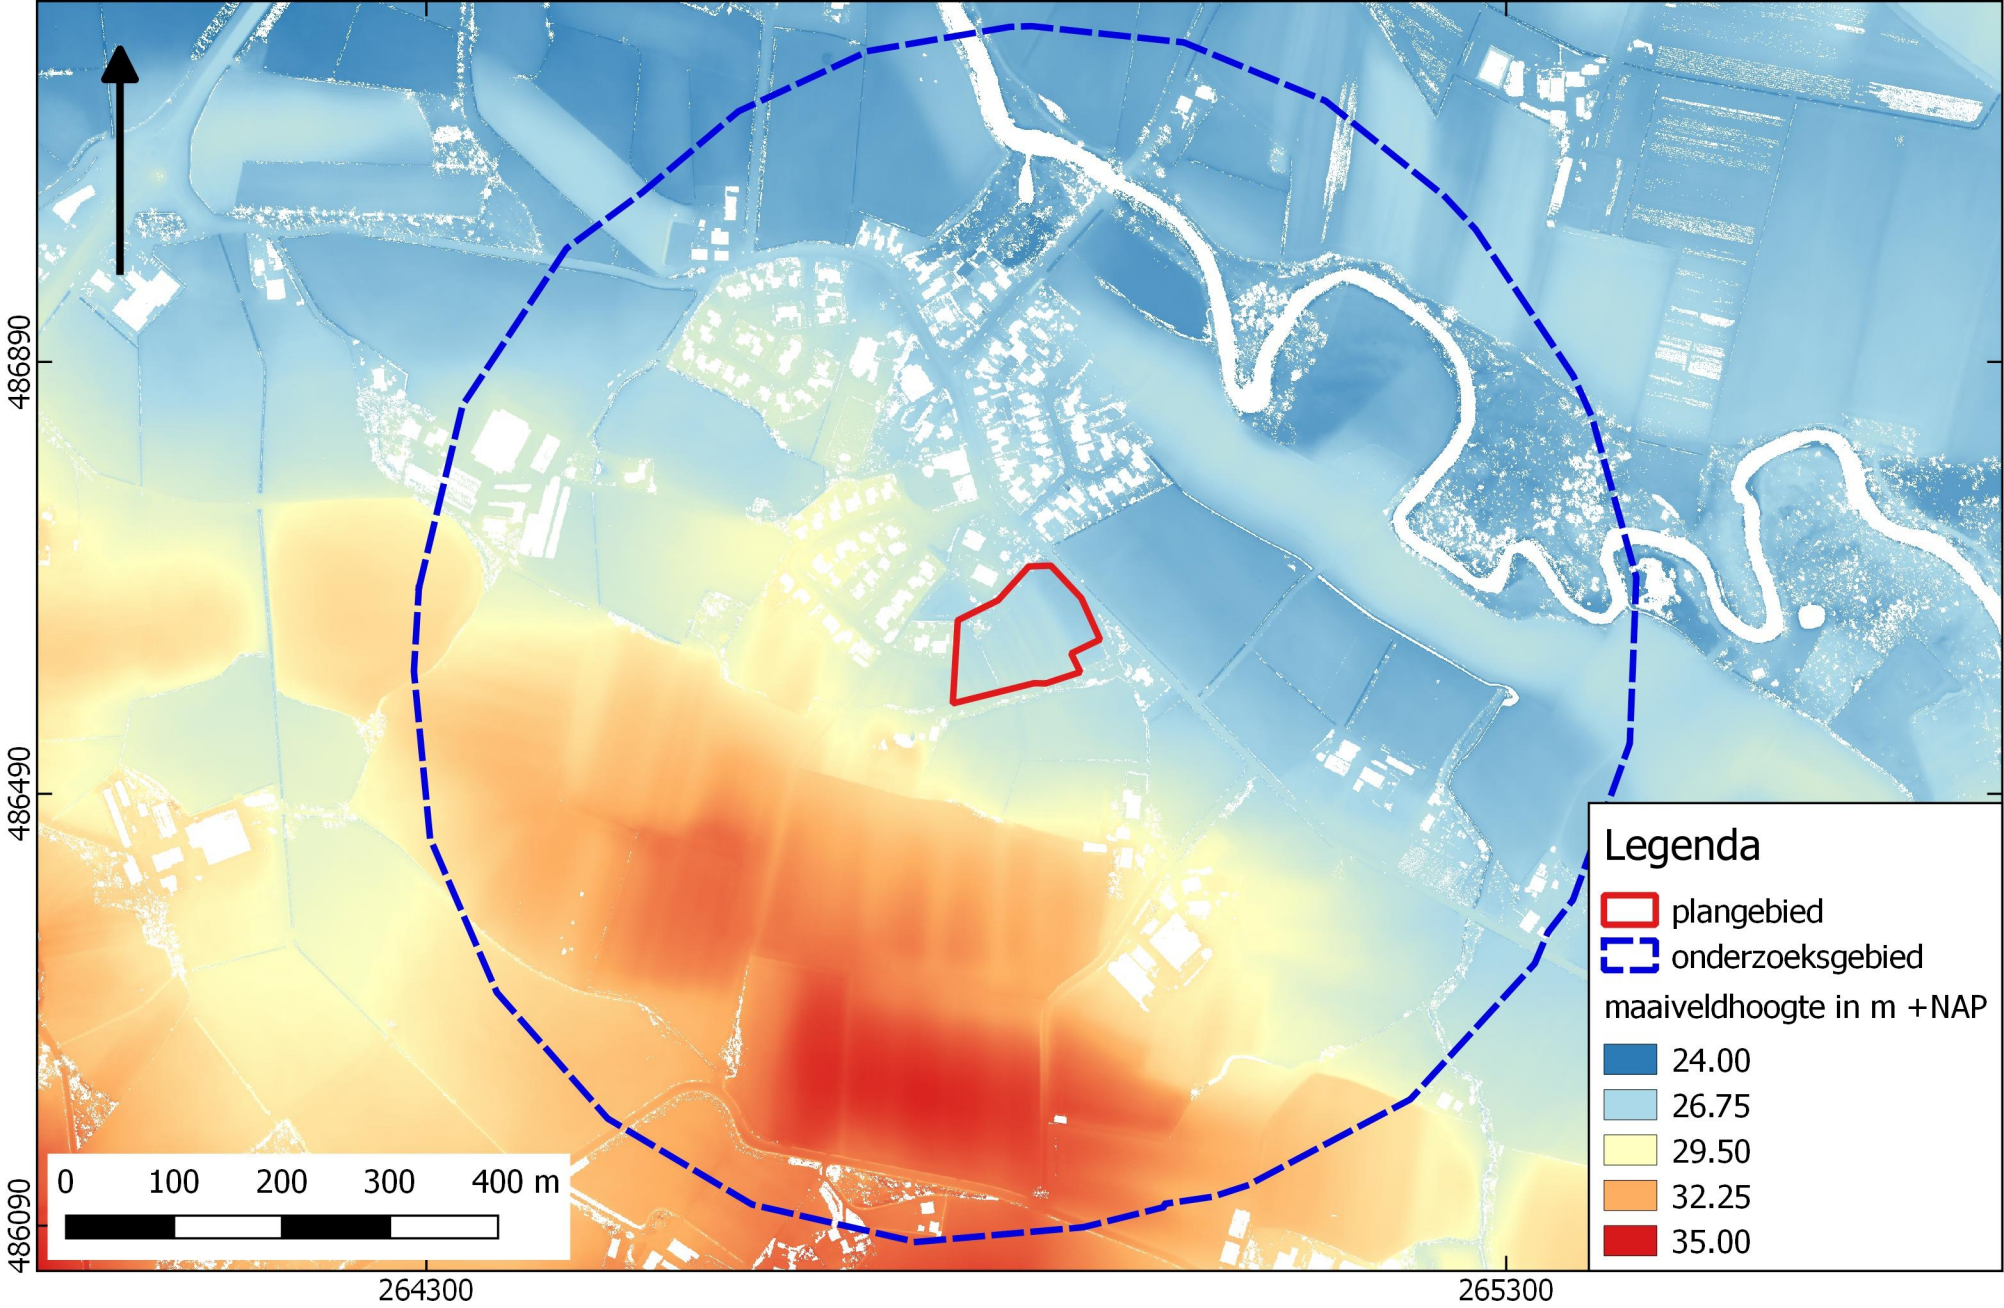 486890
486490
486090
0 100 200 300 400 m
264300
265300
Legenda
plangebied
onderzoeksgebied
maaiveldhoogte in m +NAP
24.00
26.75
29.50
32.25
35.00